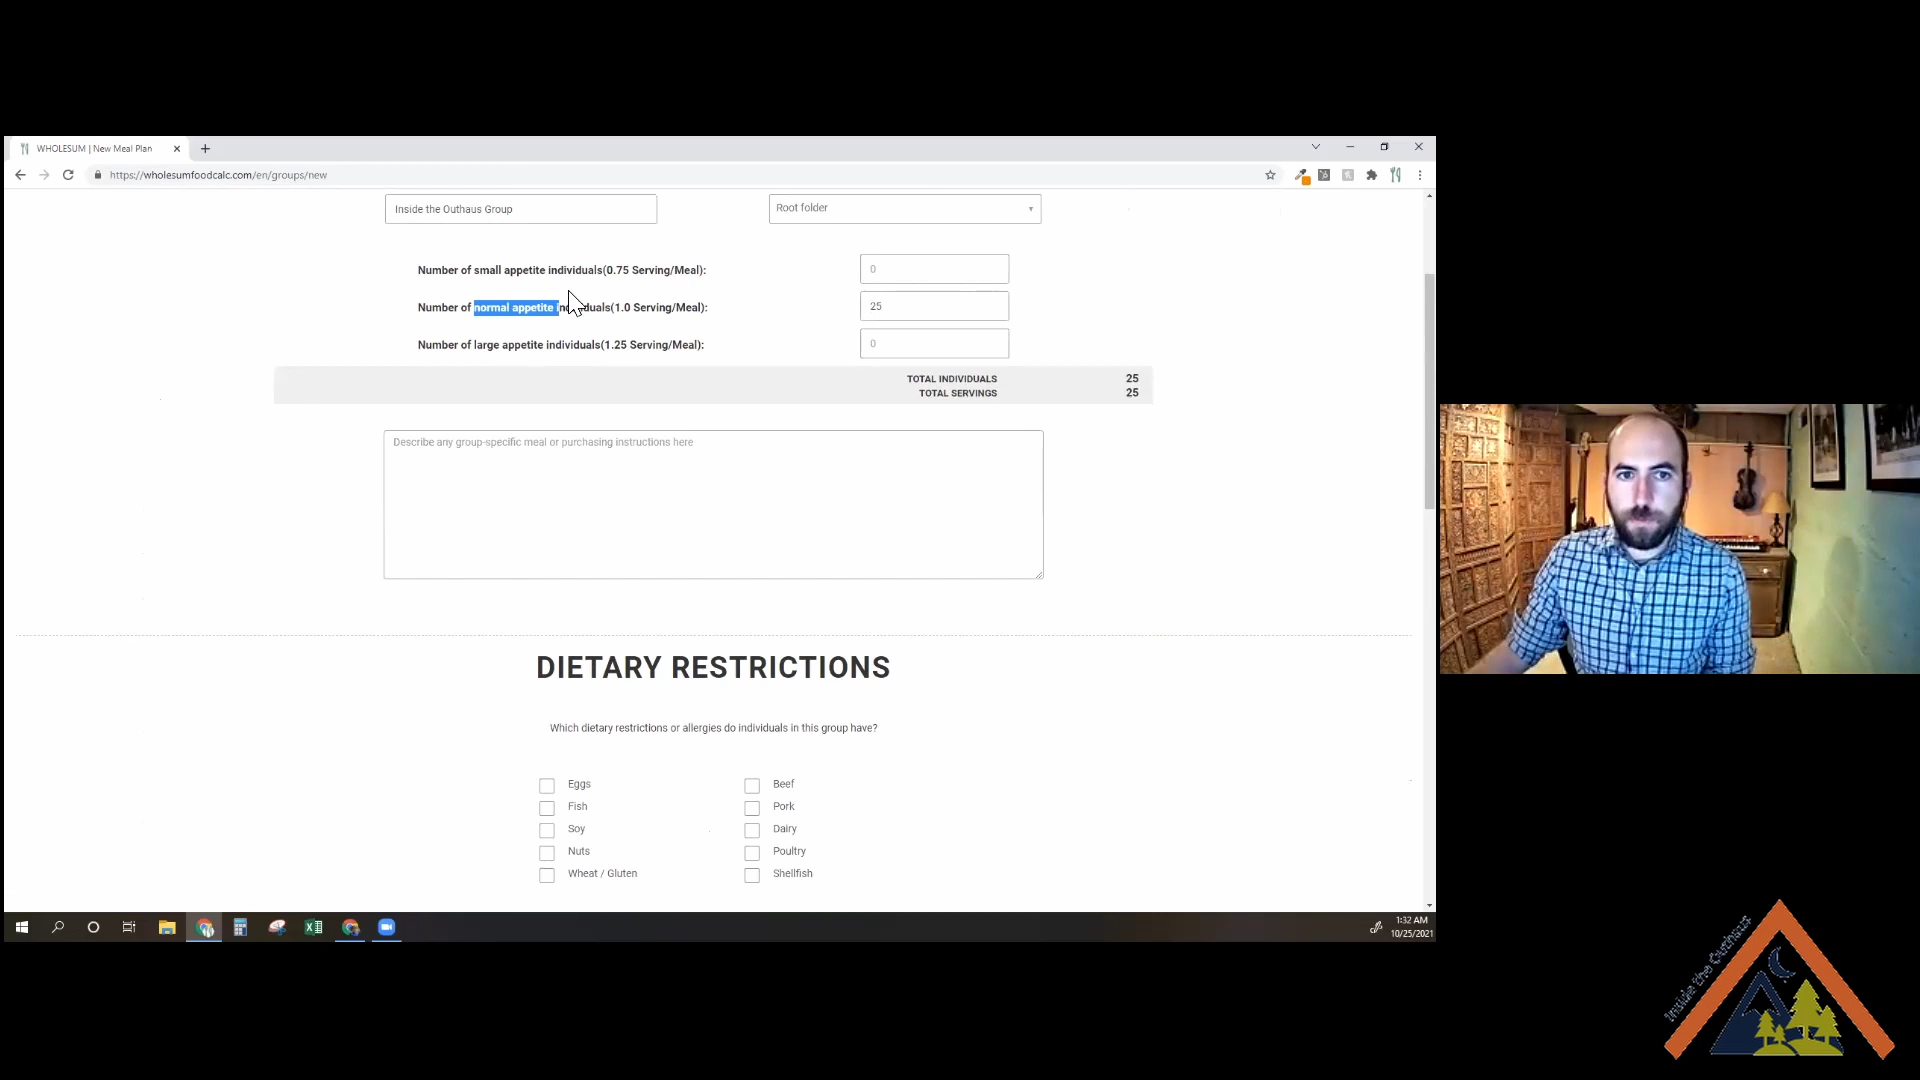 WHOLESUM | New Meal Plan
https://wholesumfoodcalc.com/en/groups/new
Inside the Outhaus Group
Root folder
Number of small appetite individuals(0.75 Serving/Meal):
0
Number of normal appetite individuals(1.0 Serving/Meal):
25
Number of large appetite individuals(1.25 Serving/Meal):
0
TOTAL INDIVIDUALS 25
TOTAL SERVINGS 25
Describe any group-specific meal or purchasing instructions here
DIETARY RESTRICTIONS
Which dietary restrictions or allergies do individuals in this group have?
Eggs Beef
Fish Pork
Soy Dairy
Nuts Poultry
Wheat / Gluten Shellfish
1:32 AM
10/25/2021
Inside the Outhaus